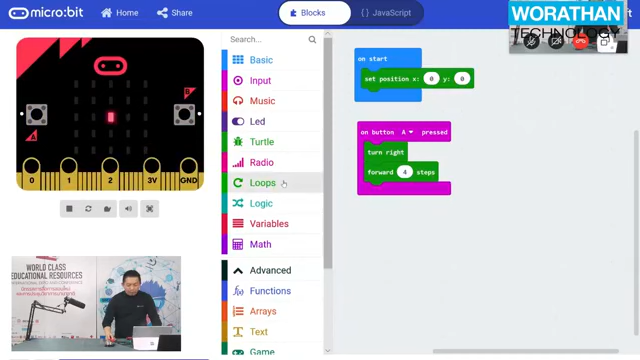 micro:bit
Home
Share
Blocks
{} JavaScript
WORATHAN
TECHNOLOGY
Search...
Basic
Input
Music
Led
Turtle
Radio
Loops
Logic
Variables
Math
Advanced
Functions
Arrays
Text
Game
on start
set position x: 0 y: 0
on button A pressed
turn right
forward 4 steps
A
B
0
1
2
3V
GND
WORLD CLASS
EDUCATIONAL RESOURCES